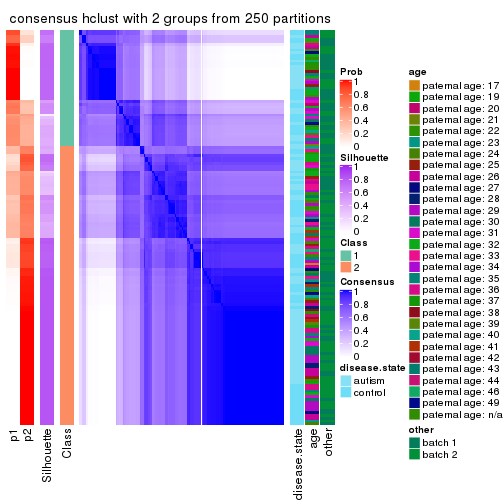 consensus hclust with 2 groups from 250 partitions
Prob
1
0.8
0.6
0.4
0.2
0
Silhouette
1
0.8
0.6
0.4
0.2
0
Class
1
2
Consensus
1
0.8
0.6
0.4
0.2
0
disease.state
autism
control
age
paternal age: 17
paternal age: 19
paternal age: 20
paternal age: 21
paternal age: 22
paternal age: 23
paternal age: 24
paternal age: 25
paternal age: 26
paternal age: 27
paternal age: 28
paternal age: 29
paternal age: 30
paternal age: 31
paternal age: 32
paternal age: 33
paternal age: 34
paternal age: 35
paternal age: 36
paternal age: 37
paternal age: 38
paternal age: 39
paternal age: 40
paternal age: 41
paternal age: 42
paternal age: 43
paternal age: 44
paternal age: 46
paternal age: 49
paternal age: n/a
other
batch 1
batch 2
p1
p2
Silhouette
Class
disease.state
age
other